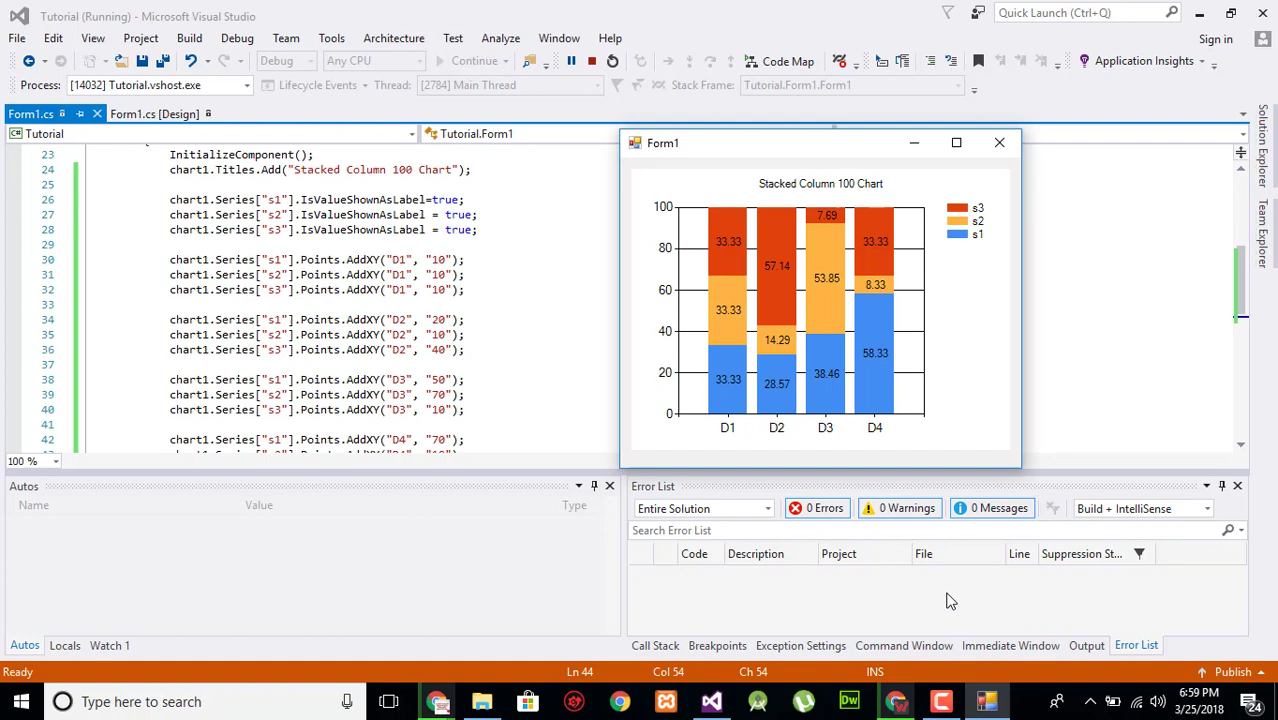 Tutorial (Running) - Microsoft Visual Studio
Quick Launch (Ctrl+Q)
File Edit View Project Build Debug Team Tools Architecture Test Analyze Window Help
Sign in
Debug Any CPU Continue Code Map Application Insights
Process: [14032] Tutorial.vshost.exe Lifecycle Events Thread: [2784] Main Thread Stack Frame: Tutorial.Form1.Form1
Form1.cs Form1.cs [Design]
Tutorial Tutorial.Form1
23 InitializeComponent();
24 chart1.Titles.Add("Stacked Column 100 Chart");
25
26 chart1.Series["s1"].IsValueShownAsLabel=true;
27 chart1.Series["s2"].IsValueShownAsLabel = true;
28 chart1.Series["s3"].IsValueShownAsLabel = true;
29
30 chart1.Series["s1"].Points.AddXY("D1", "10");
31 chart1.Series["s2"].Points.AddXY("D1", "10");
32 chart1.Series["s3"].Points.AddXY("D1", "10");
33
34 chart1.Series["s1"].Points.AddXY("D2", "20");
35 chart1.Series["s2"].Points.AddXY("D2", "10");
36 chart1.Series["s3"].Points.AddXY("D2", "40");
37
38 chart1.Series["s1"].Points.AddXY("D3", "50");
39 chart1.Series["s2"].Points.AddXY("D3", "70");
40 chart1.Series["s3"].Points.AddXY("D3", "10");
41
42 chart1.Series["s1"].Points.AddXY("D4", "70");
100 %
Form1
Stacked Column 100 Chart
100
80
60
40
20
0
33.33 57.14 7.69 33.33
33.33 14.29 53.85 8.33
33.33 28.57 38.46 58.33
D1 D2 D3 D4
s3
s2
s1
Solution Explorer
Team Explorer
Autos
Name Value Type
Autos Locals Watch 1
Error List
Entire Solution 0 Errors 0 Warnings 0 Messages Build + IntelliSense
Search Error List
Code Description Project File Line Suppression St...
Call Stack Breakpoints Exception Settings Command Window Immediate Window Output Error List
Ready Ln 44 Col 54 Ch 54 INS Publish
Type here to search
Dw
6:59 PM
3/25/2018
24